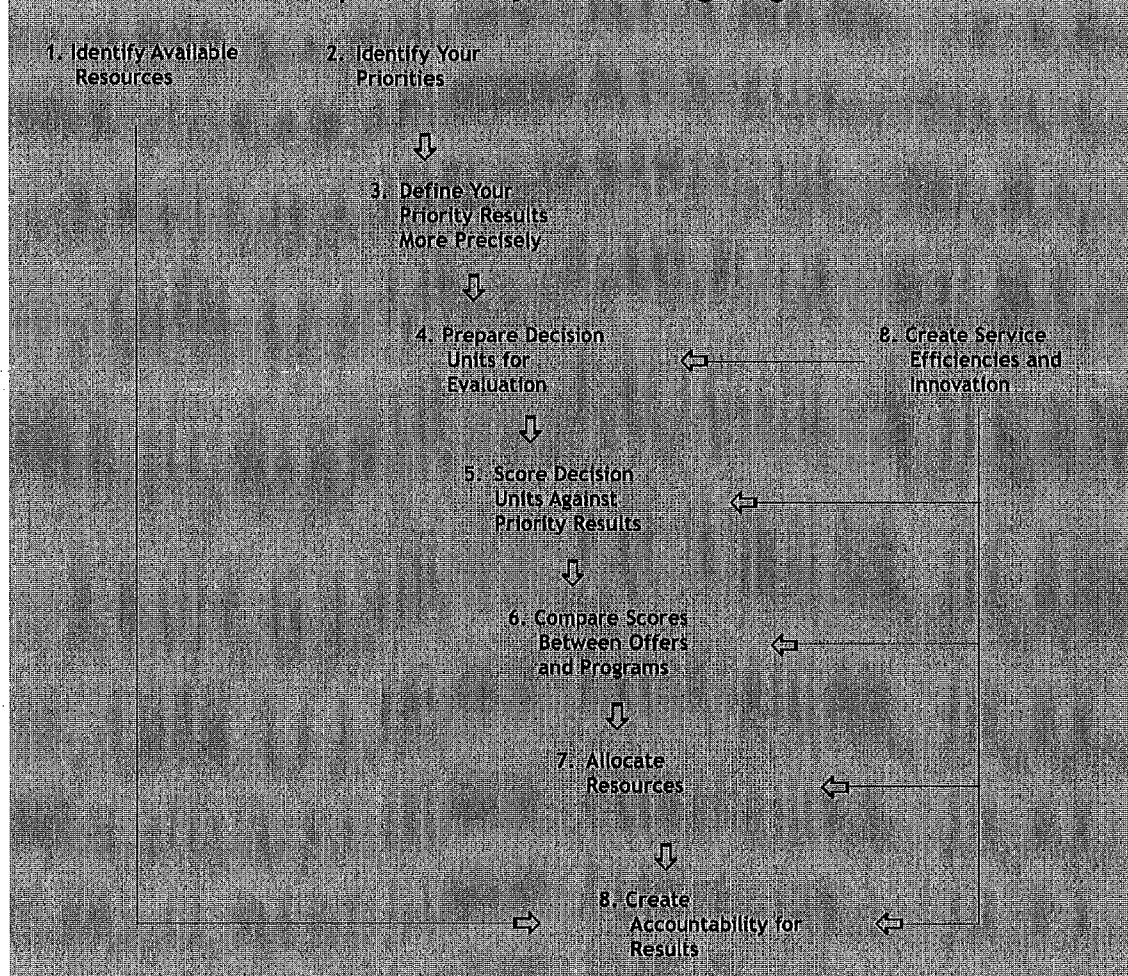 1. Identify Available
Resources
2. Identify Your
Priorities
3. Define Your
Priority Results
More Precisely
4. Prepare Decision
Units for
Evaluation
8. Create Service
Efficiencies and
Innovation
5. Score Decision
Units Against
Priority Results
6. Compare Scores
Between Offers
and Programs
7. Allocate
Resources
8. Create
Accountability for
Results